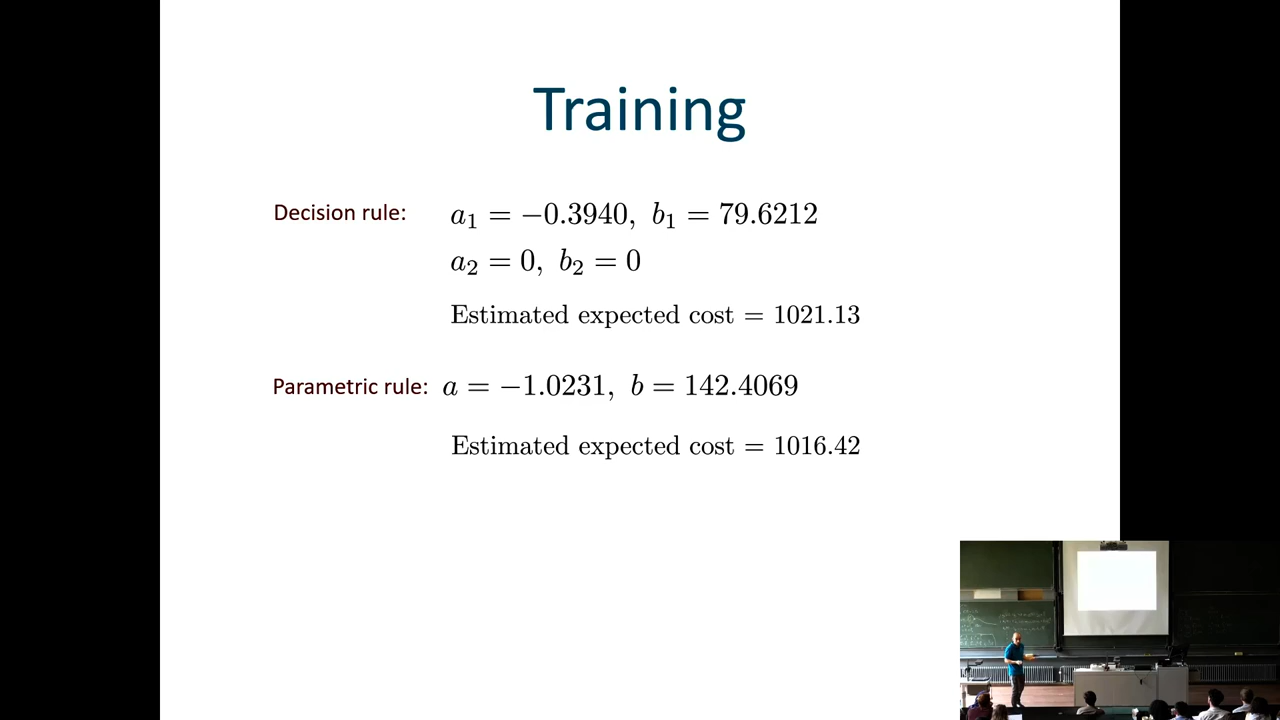 Training
Decision rule: a₁ = −0.3940, b₁ = 79.6212
a₂ = 0, b₂ = 0
Estimated expected cost = 1021.13
Parametric rule: a = −1.0231, b = 142.4069
Estimated expected cost = 1016.42